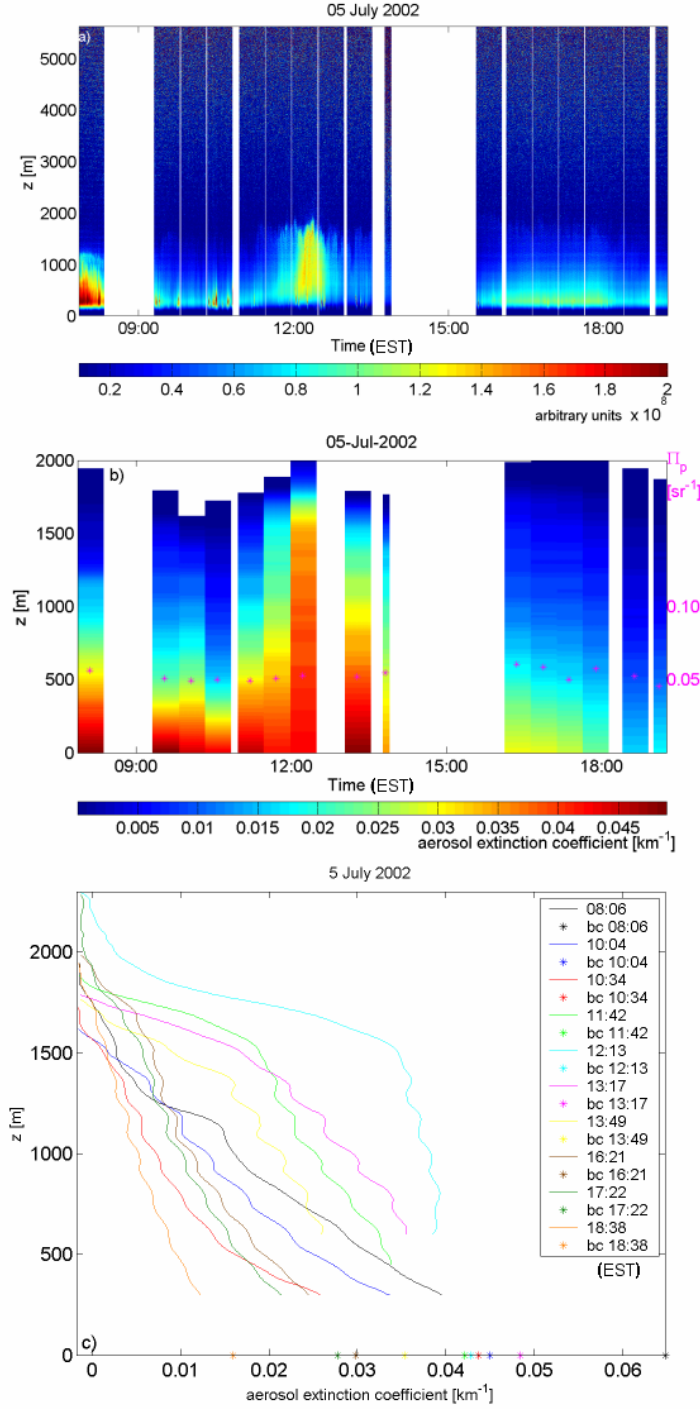 05 July 2002
a)
5000
4000
3000
2000
1000
0
z [m]
09:00 12:00 15:00 18:00
Time (EST)
0.2 0.4 0.6 0.8 1 1.2 1.4 1.6 1.8 2
arbitrary units x 10^8
05-Jul-2002
b)
2000
1500
1000
500
0
z [m]
Π_p
[sr^-1]
0.10
0.05
09:00 12:00 15:00 18:00
Time (EST)
0.005 0.01 0.015 0.02 0.025 0.03 0.035 0.04 0.045
aerosol extinction coefficient [km^-1]
5 July 2002
2000
1500
1000
500
0
z [m]
08:06
bc 08:06
10:04
bc 10:04
10:34
bc 10:34
11:42
bc 11:42
12:13
bc 12:13
13:17
bc 13:17
13:49
bc 13:49
16:21
bc 16:21
17:22
bc 17:22
18:38
bc 18:38
(EST)
c)
0 0.01 0.02 0.03 0.04 0.05 0.06
aerosol extinction coefficient [km^-1]